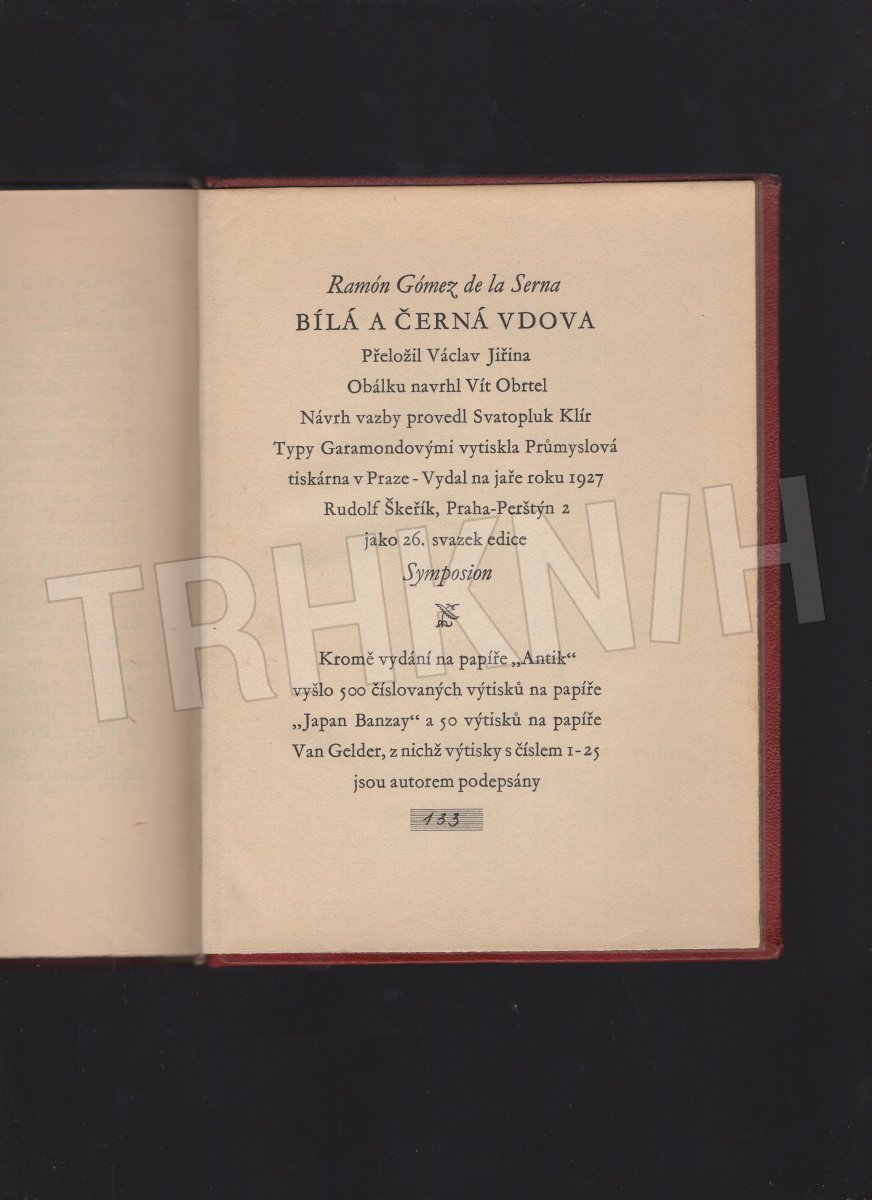 Ramón Gómez de la Serna
BÍLÁ A ČERNÁ VDOVA
Přeložil Václav Jiřina
Obálku navrhl Vít Obrtel
Návrh vazby provedl Svatopluk Klír
Typy Garamondovými vytiskla Průmyslová
tiskárna v Praze - Vydal na jaře roku 1927
Rudolf Škeřík, Praha-Perštýn 2
jako 26. svazek edice
Symposion
Kromě vydání na papíře „Antik“
vyšlo 500 číslovaných výtisků na papíře
„Japan Banzay“ a 50 výtisků na papíře
Van Gelder, z nichž výtisky s číslem 1-25
jsou autorem podepsány
133
TRHKNIH